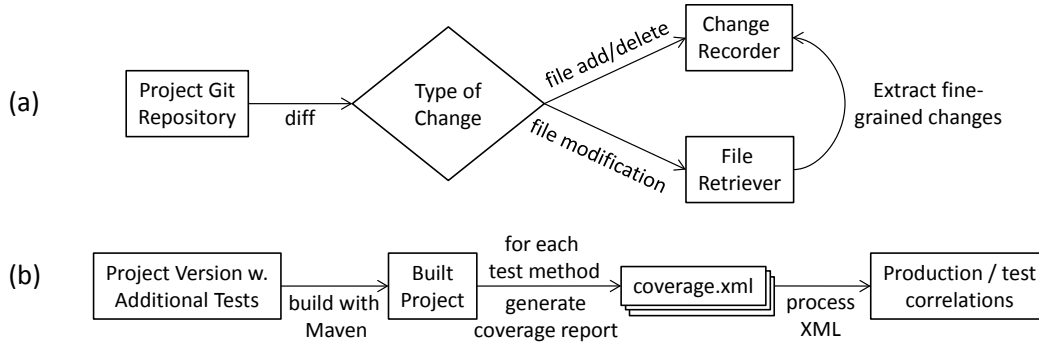 (a)
Project Git
Repository
diff
Type of
Change
file add/delete
file modification
Change
Recorder
File
Retriever
Extract fine-
grained changes
(b)
Project Version w.
Additional Tests
build with
Maven
Built
Project
for each
test method
generate
coverage report
coverage.xml
process
XML
Production / test
correlations